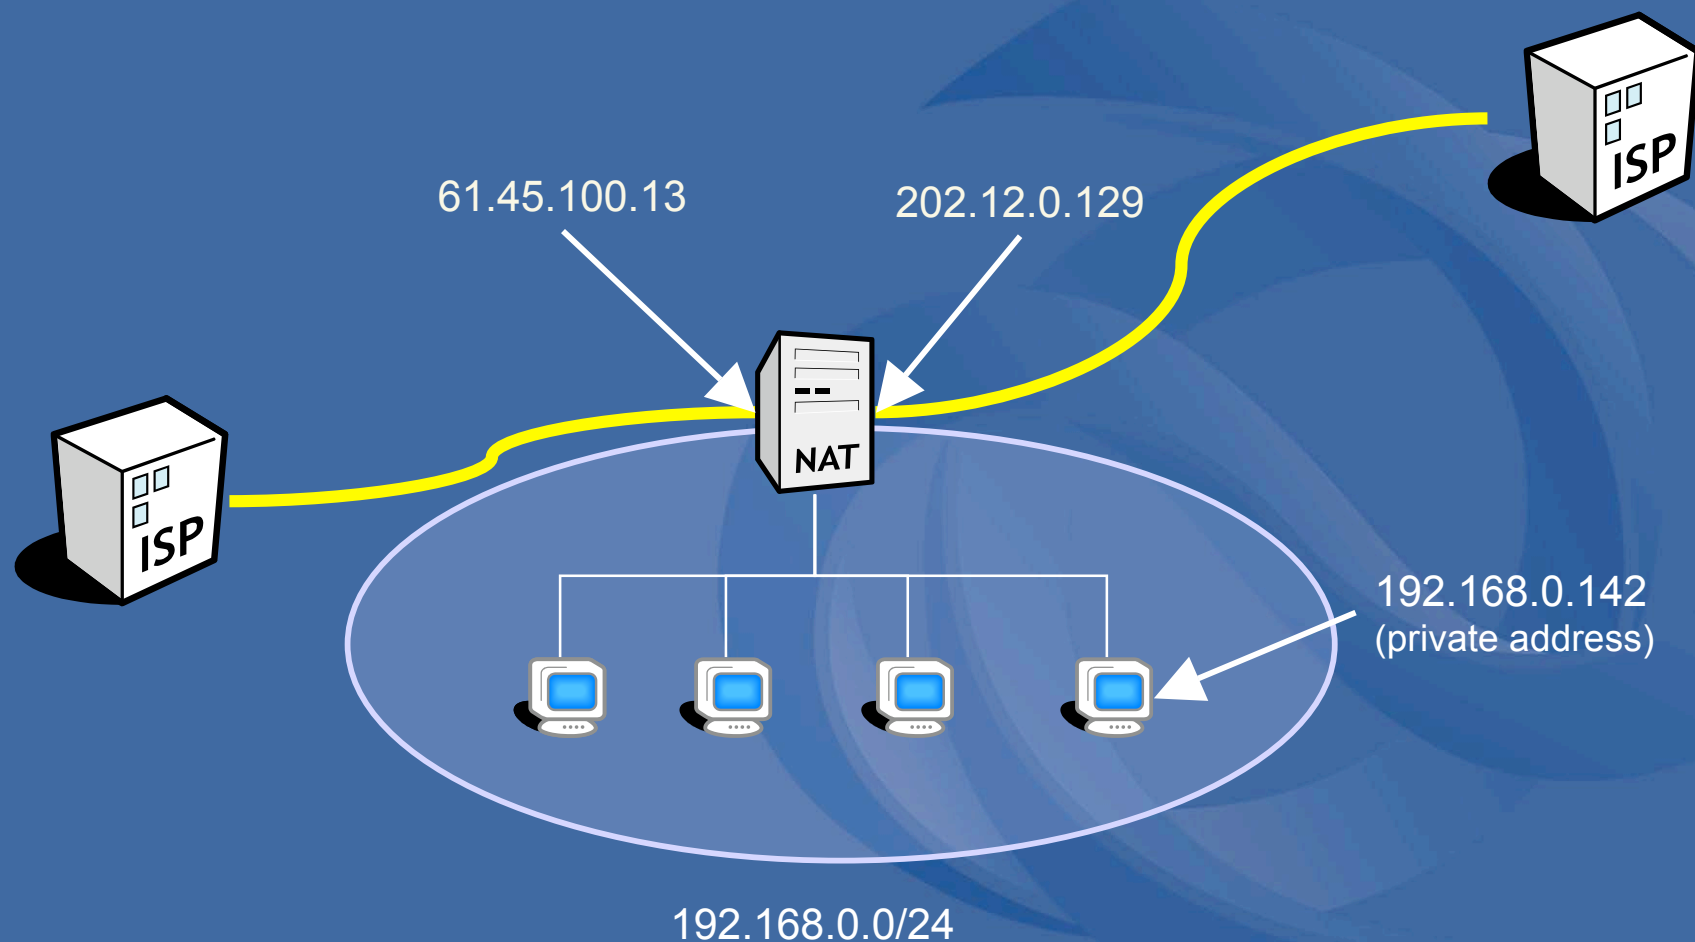 ISP
61.45.100.13
202.12.0.129
NAT
ISP
192.168.0.142
(private address)
192.168.0.0/24